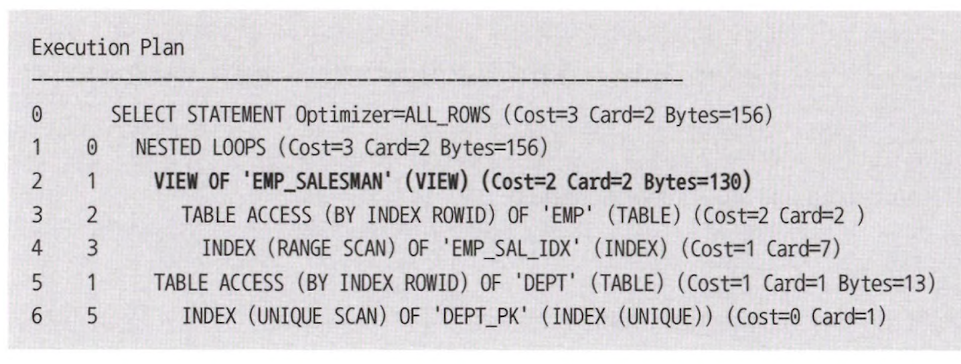 Execution Plan
0 SELECT STATEMENT Optimizer=ALL_ROWS (Cost=3 Card=2 Bytes=156)
1 0 NESTED LOOPS (Cost=3 Card=2 Bytes=156)
2 1 VIEW OF 'EMP_SALESMAN' (VIEW) (Cost=2 Card=2 Bytes=130)
3 2 TABLE ACCESS (BY INDEX ROWID) OF 'EMP' (TABLE) (Cost=2 Card=2 )
4 3 INDEX (RANGE SCAN) OF 'EMP_SAL_IDX' (INDEX) (Cost=1 Card=7)
5 1 TABLE ACCESS (BY INDEX ROWID) OF 'DEPT' (TABLE) (Cost=1 Card=1 Bytes=13)
6 5 INDEX (UNIQUE SCAN) OF 'DEPT_PK' (INDEX (UNIQUE)) (Cost=0 Card=1)